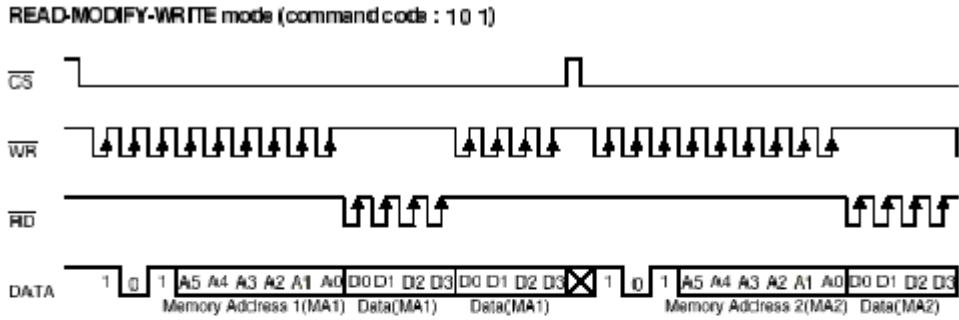 READ-MODIFY-WRITE mode (command code : 1 0 1)
CS
WR
RD
DATA 1 0 1 A5 A4 A3 A2 A1 A0 D0 D1 D2 D3 D0 D1 D2 D3 1 0 1 A5 A4 A3 A2 A1 A0 D0 D1 D2 D3
Memory Address 1(MA1) Data(MA1) Data(MA1) Memory Address 2(MA2) Data(MA2)